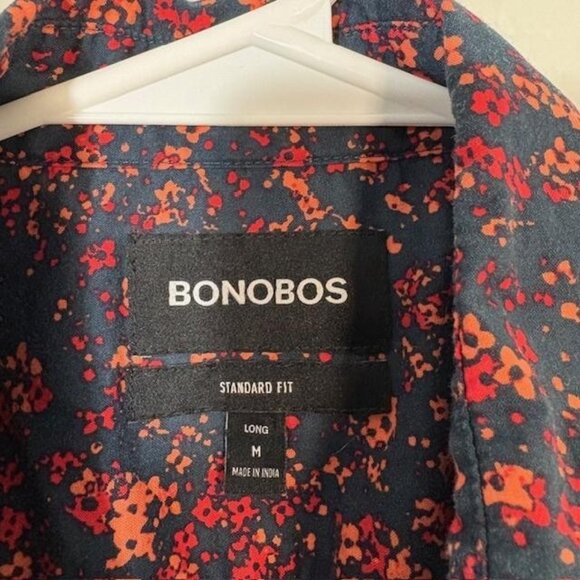 BONOBOS
STANDARD FIT
LONG
M
MADE IN INDIA